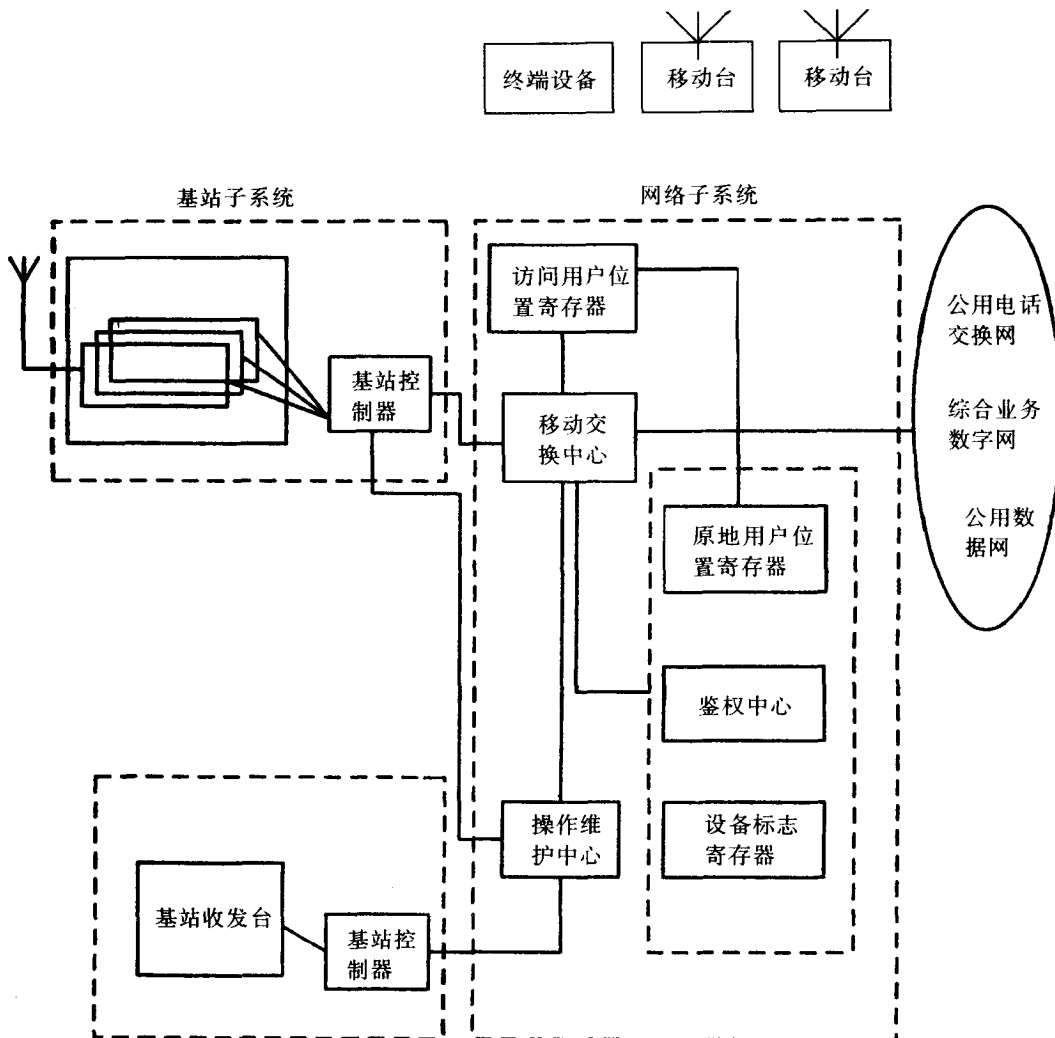 终端设备
移动台
移动台
基站子系统
网络子系统
访问用户位
置寄存器
公用电话
交换网
基站控
制器
移动交
换中心
综合业务
数字网
原地用户位
置寄存器
公用数
据网
鉴权中心
操作维
护中心
设备标志
寄存器
基站收发台
基站控
制器